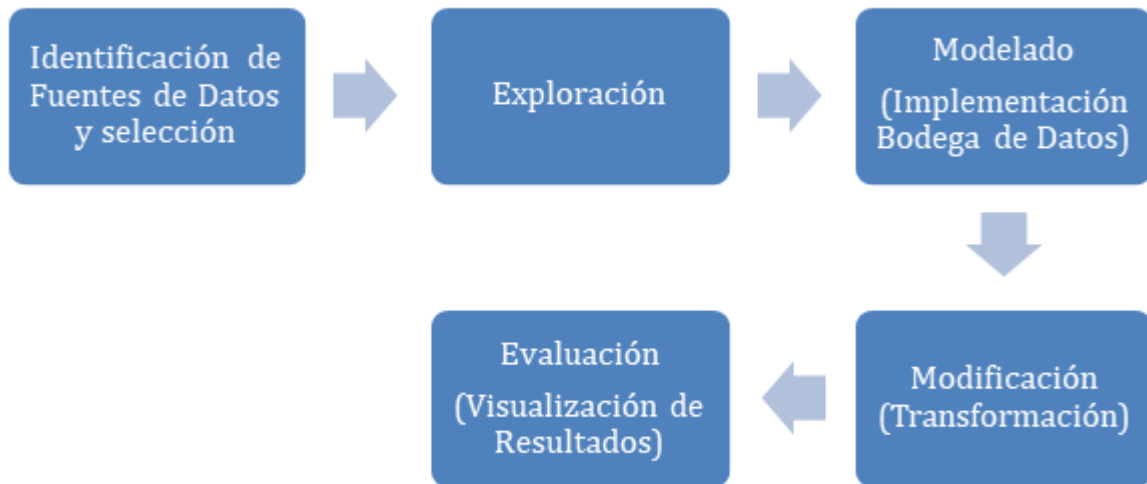 Identificación de
Fuentes de Datos
y selección
Exploración
Modelado
(Implementación
Bodega de Datos)
Modificación
(Transformación)
Evaluación
(Visualización de
Resultados)